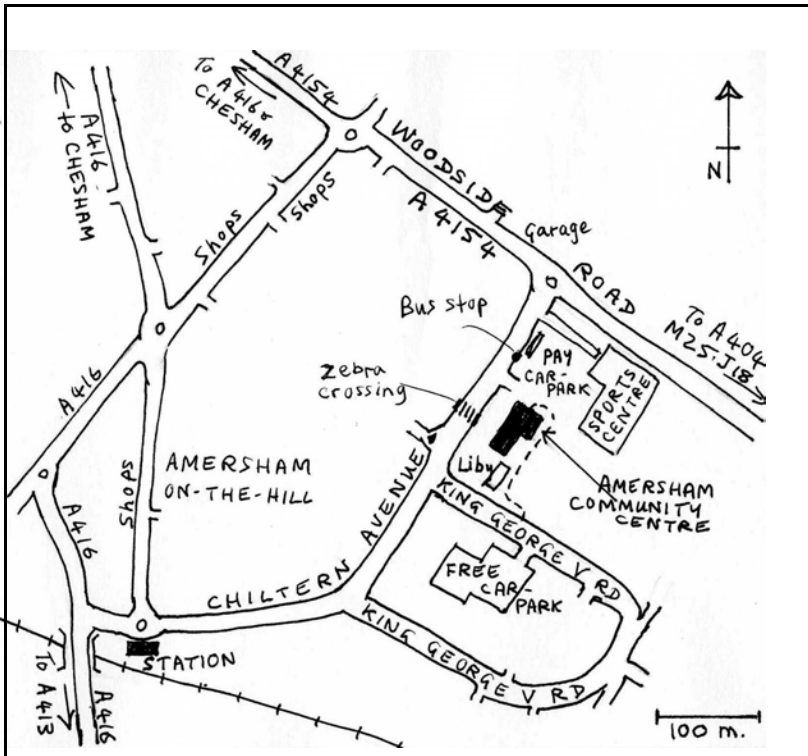 A4154
To A416 &
CHESHAM
A416
to CHESHAM
WOODSIDE
ROAD
A4154
Garage
N
Shops
Shops
Bus stop
To A404
M25:J18
PAY
CAR-
PARK
SPORTS
CENTRE
Zebra
crossing
A416
AMERSHAM
ON-THE-HILL
Shops
Liby
AMERSHAM
COMMUNITY
CENTRE
A416
CHILTERN AVENUE
KING GEORGE V RD
FREE
CAR-
PARK
KING GEORGE V RD
STATION
To A413
A416
100 m.